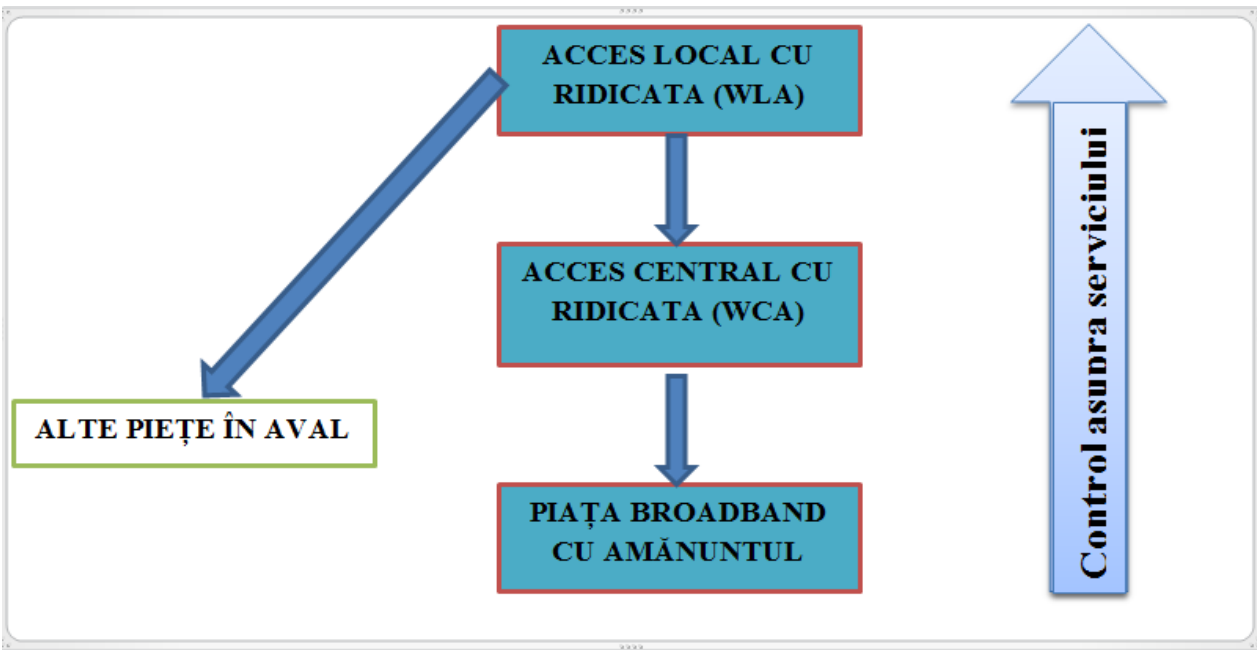 ACCES LOCAL CU
RIDICATA (WLA)
ACCES CENTRAL CU
RIDICATA (WCA)
ALTE PIEȚE ÎN AVAL
PIAȚA BROADBAND
CU AMĂNUNTUL
Control asupra serviciului